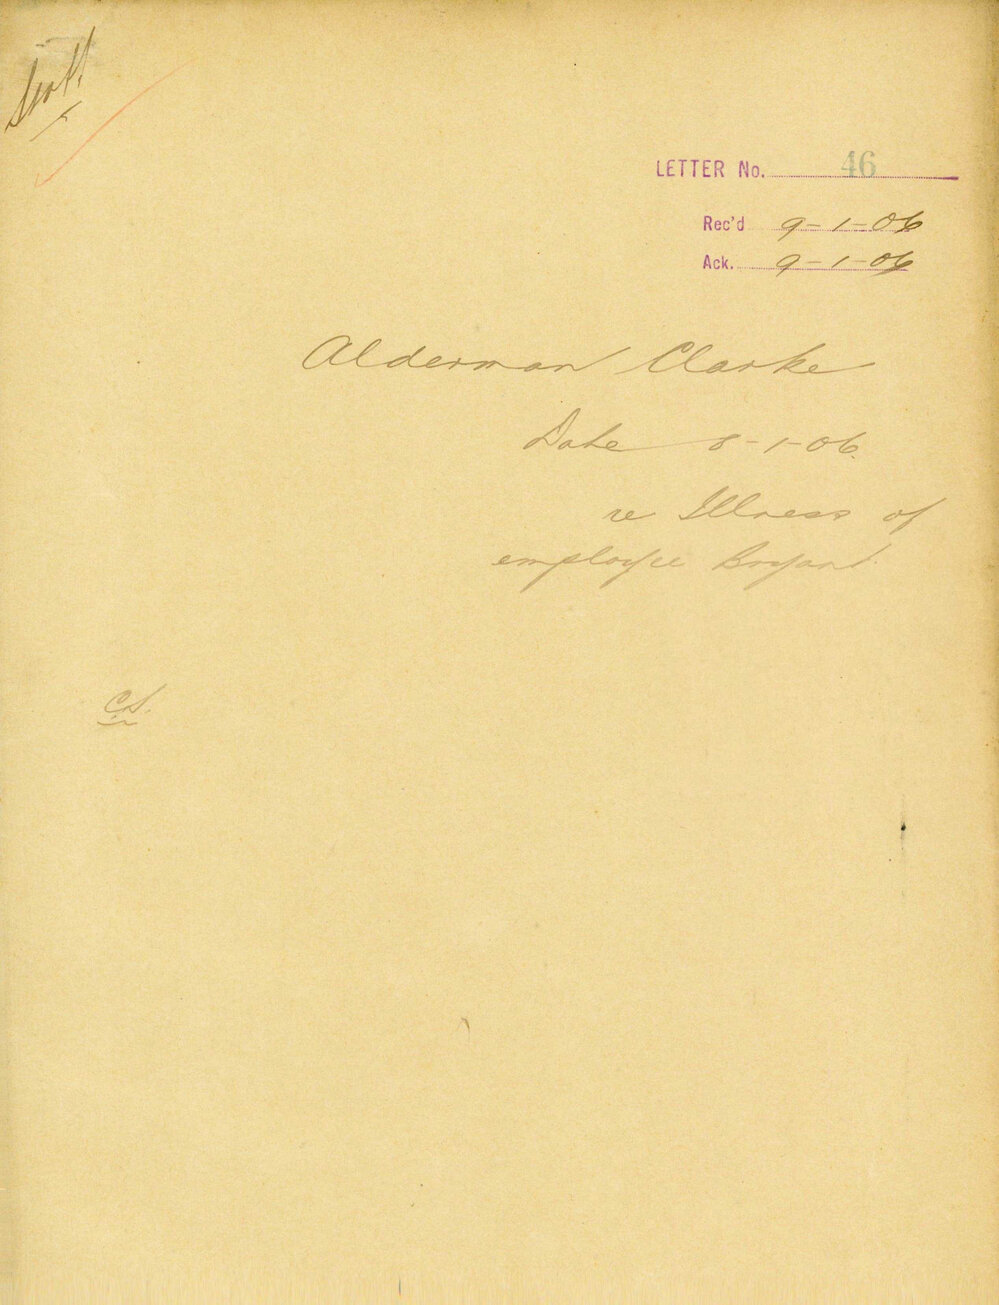 LETTER No. 46
Rec'd 9-1-06
Ack. 9-1-06
Alderman Clarke
Date 8-1-06.
re Illness of
employee Bryant.